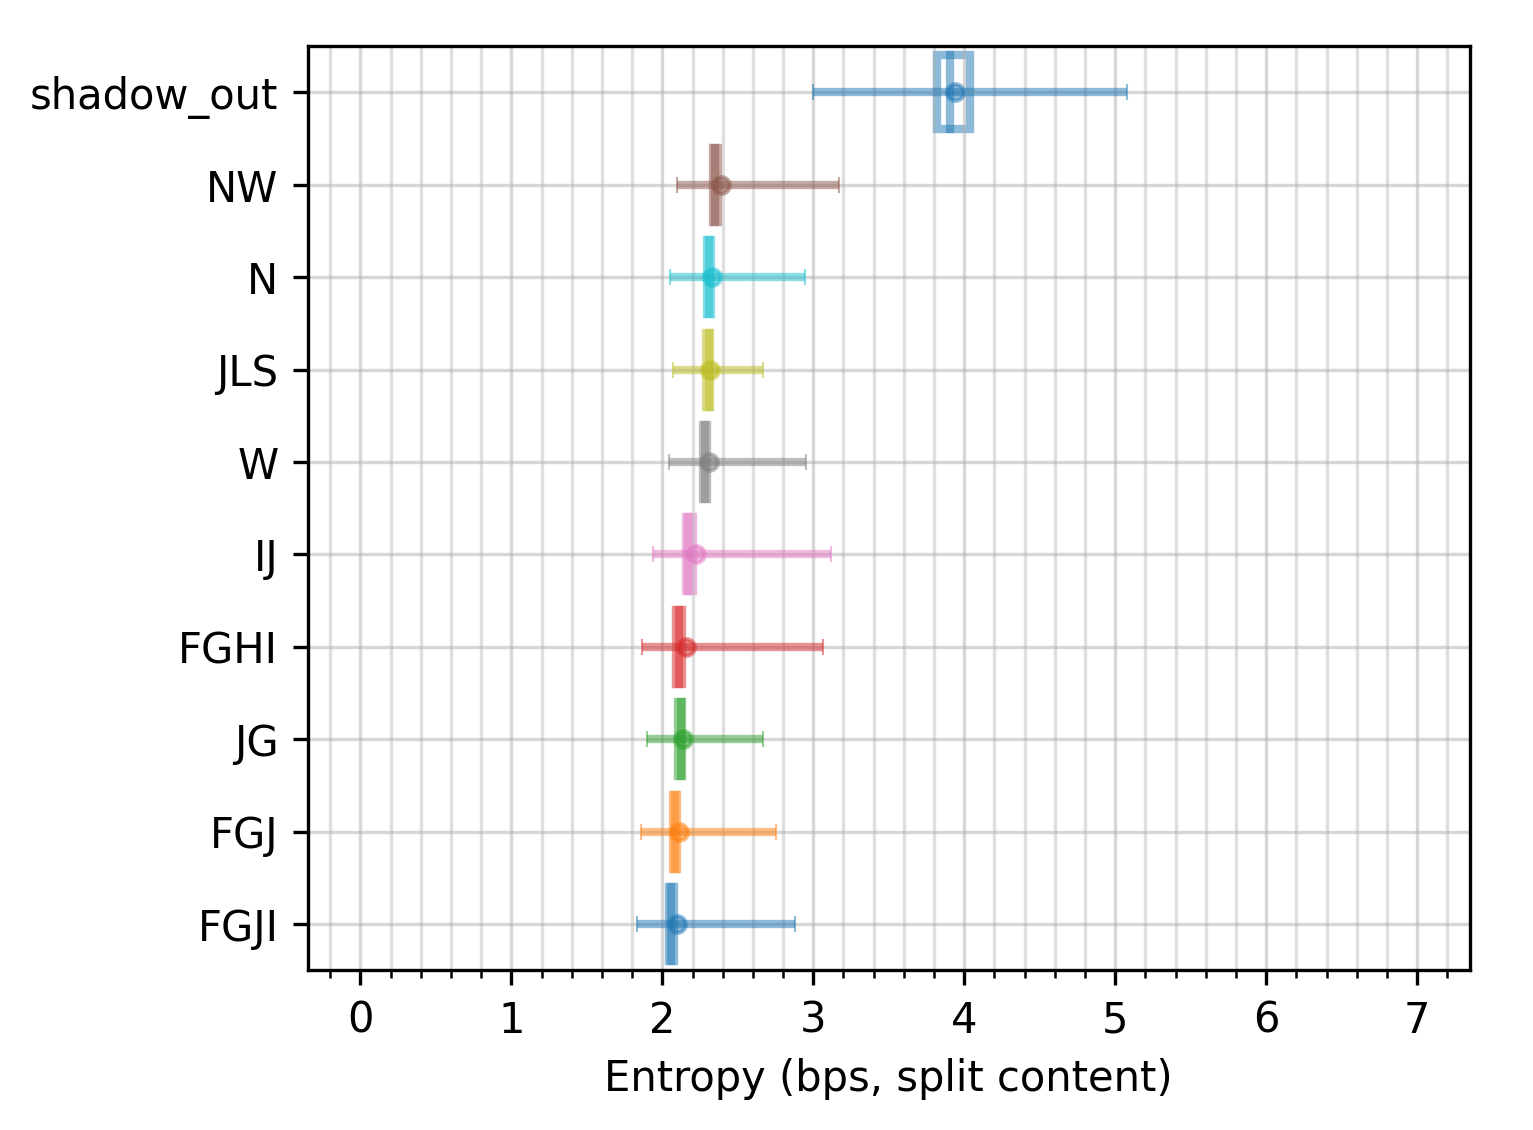 shadow_out
NW
N
JLS
W
IJ
FGHI
JG
FGJ
FGJI
0 1 2 3 4 5 6 7
Entropy (bps, split content)